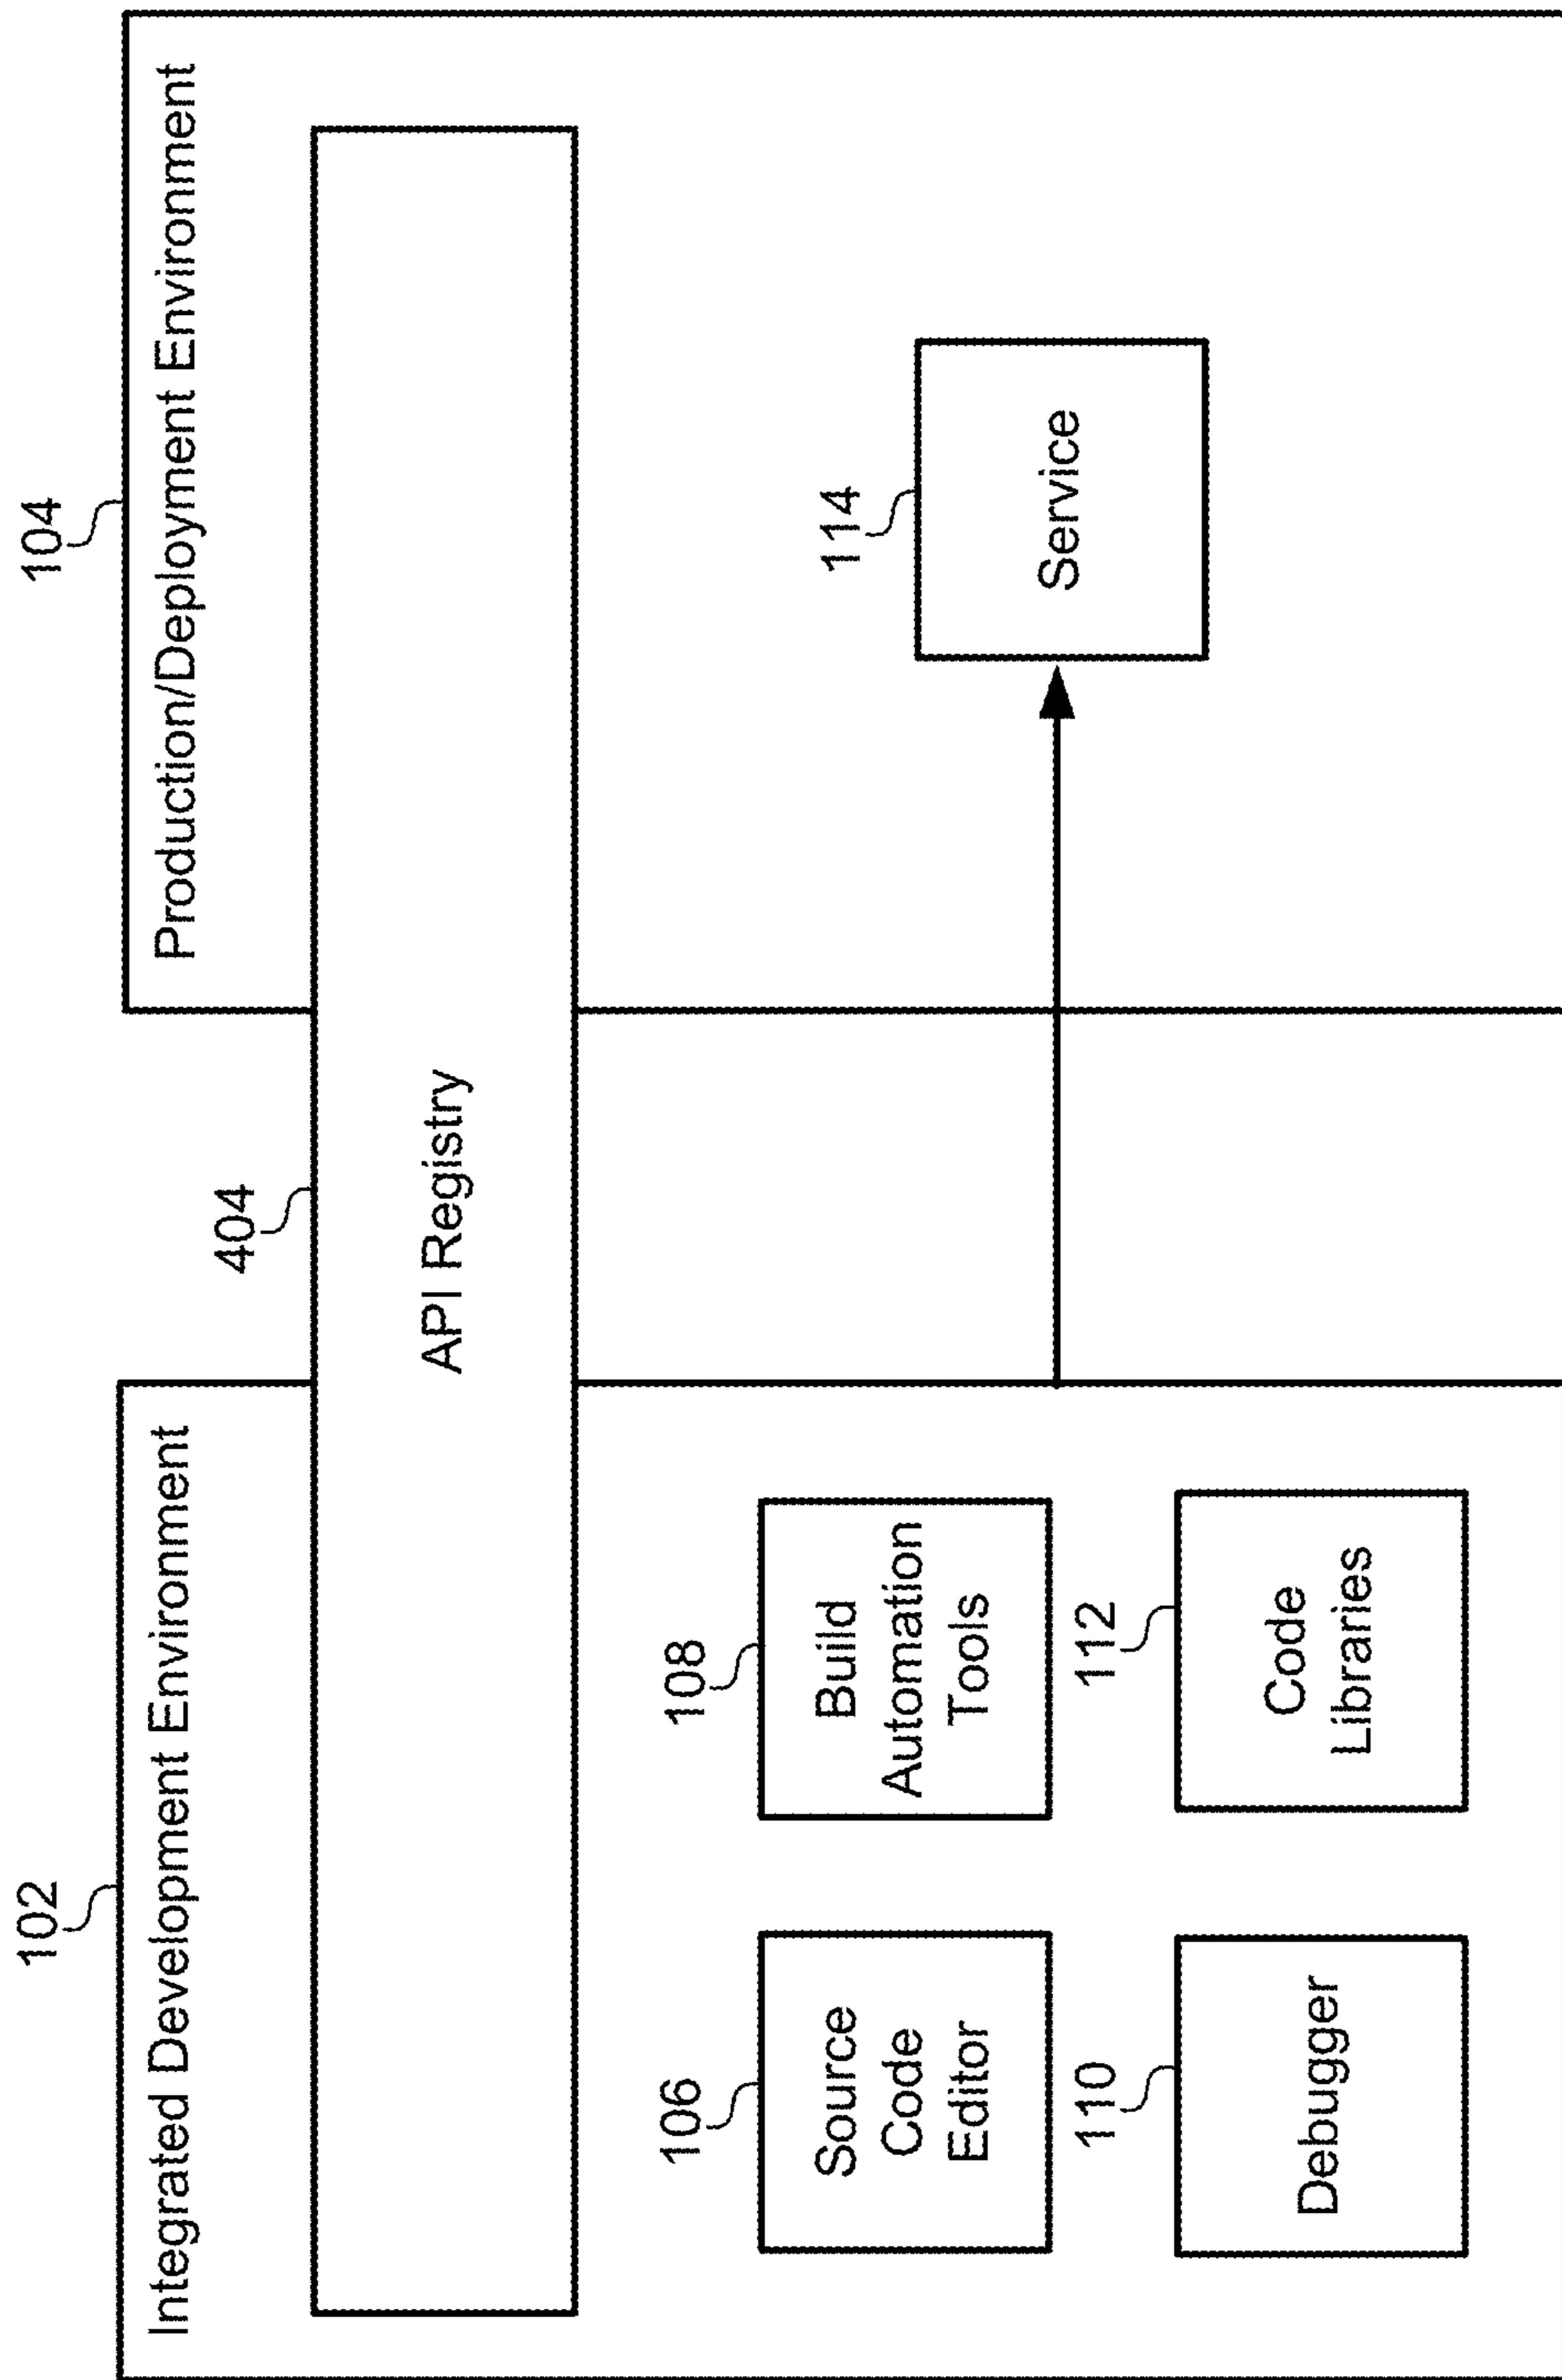 102
104
Integrated Development Environment
Production/Deployment Environment
404
API Registry
106
Source
Code
Editor
108
Build
Automation
Tools
114
Service
110
Debugger
112
Code
Libraries